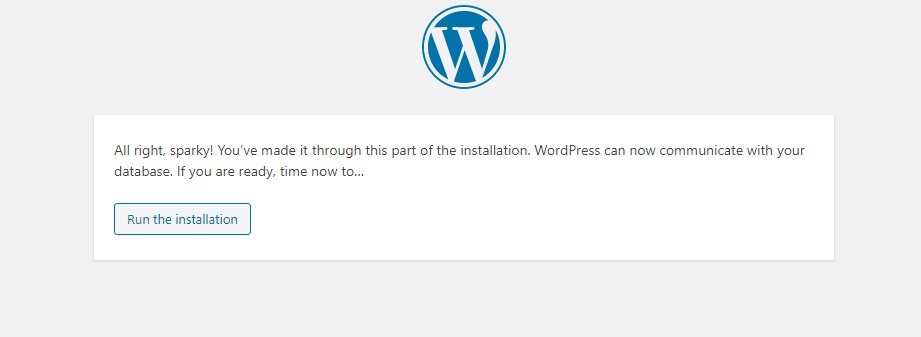 All right, sparky! You’ve made it through this part of the installation. WordPress can now communicate with your
database. If you are ready, time now to…
Run the installation